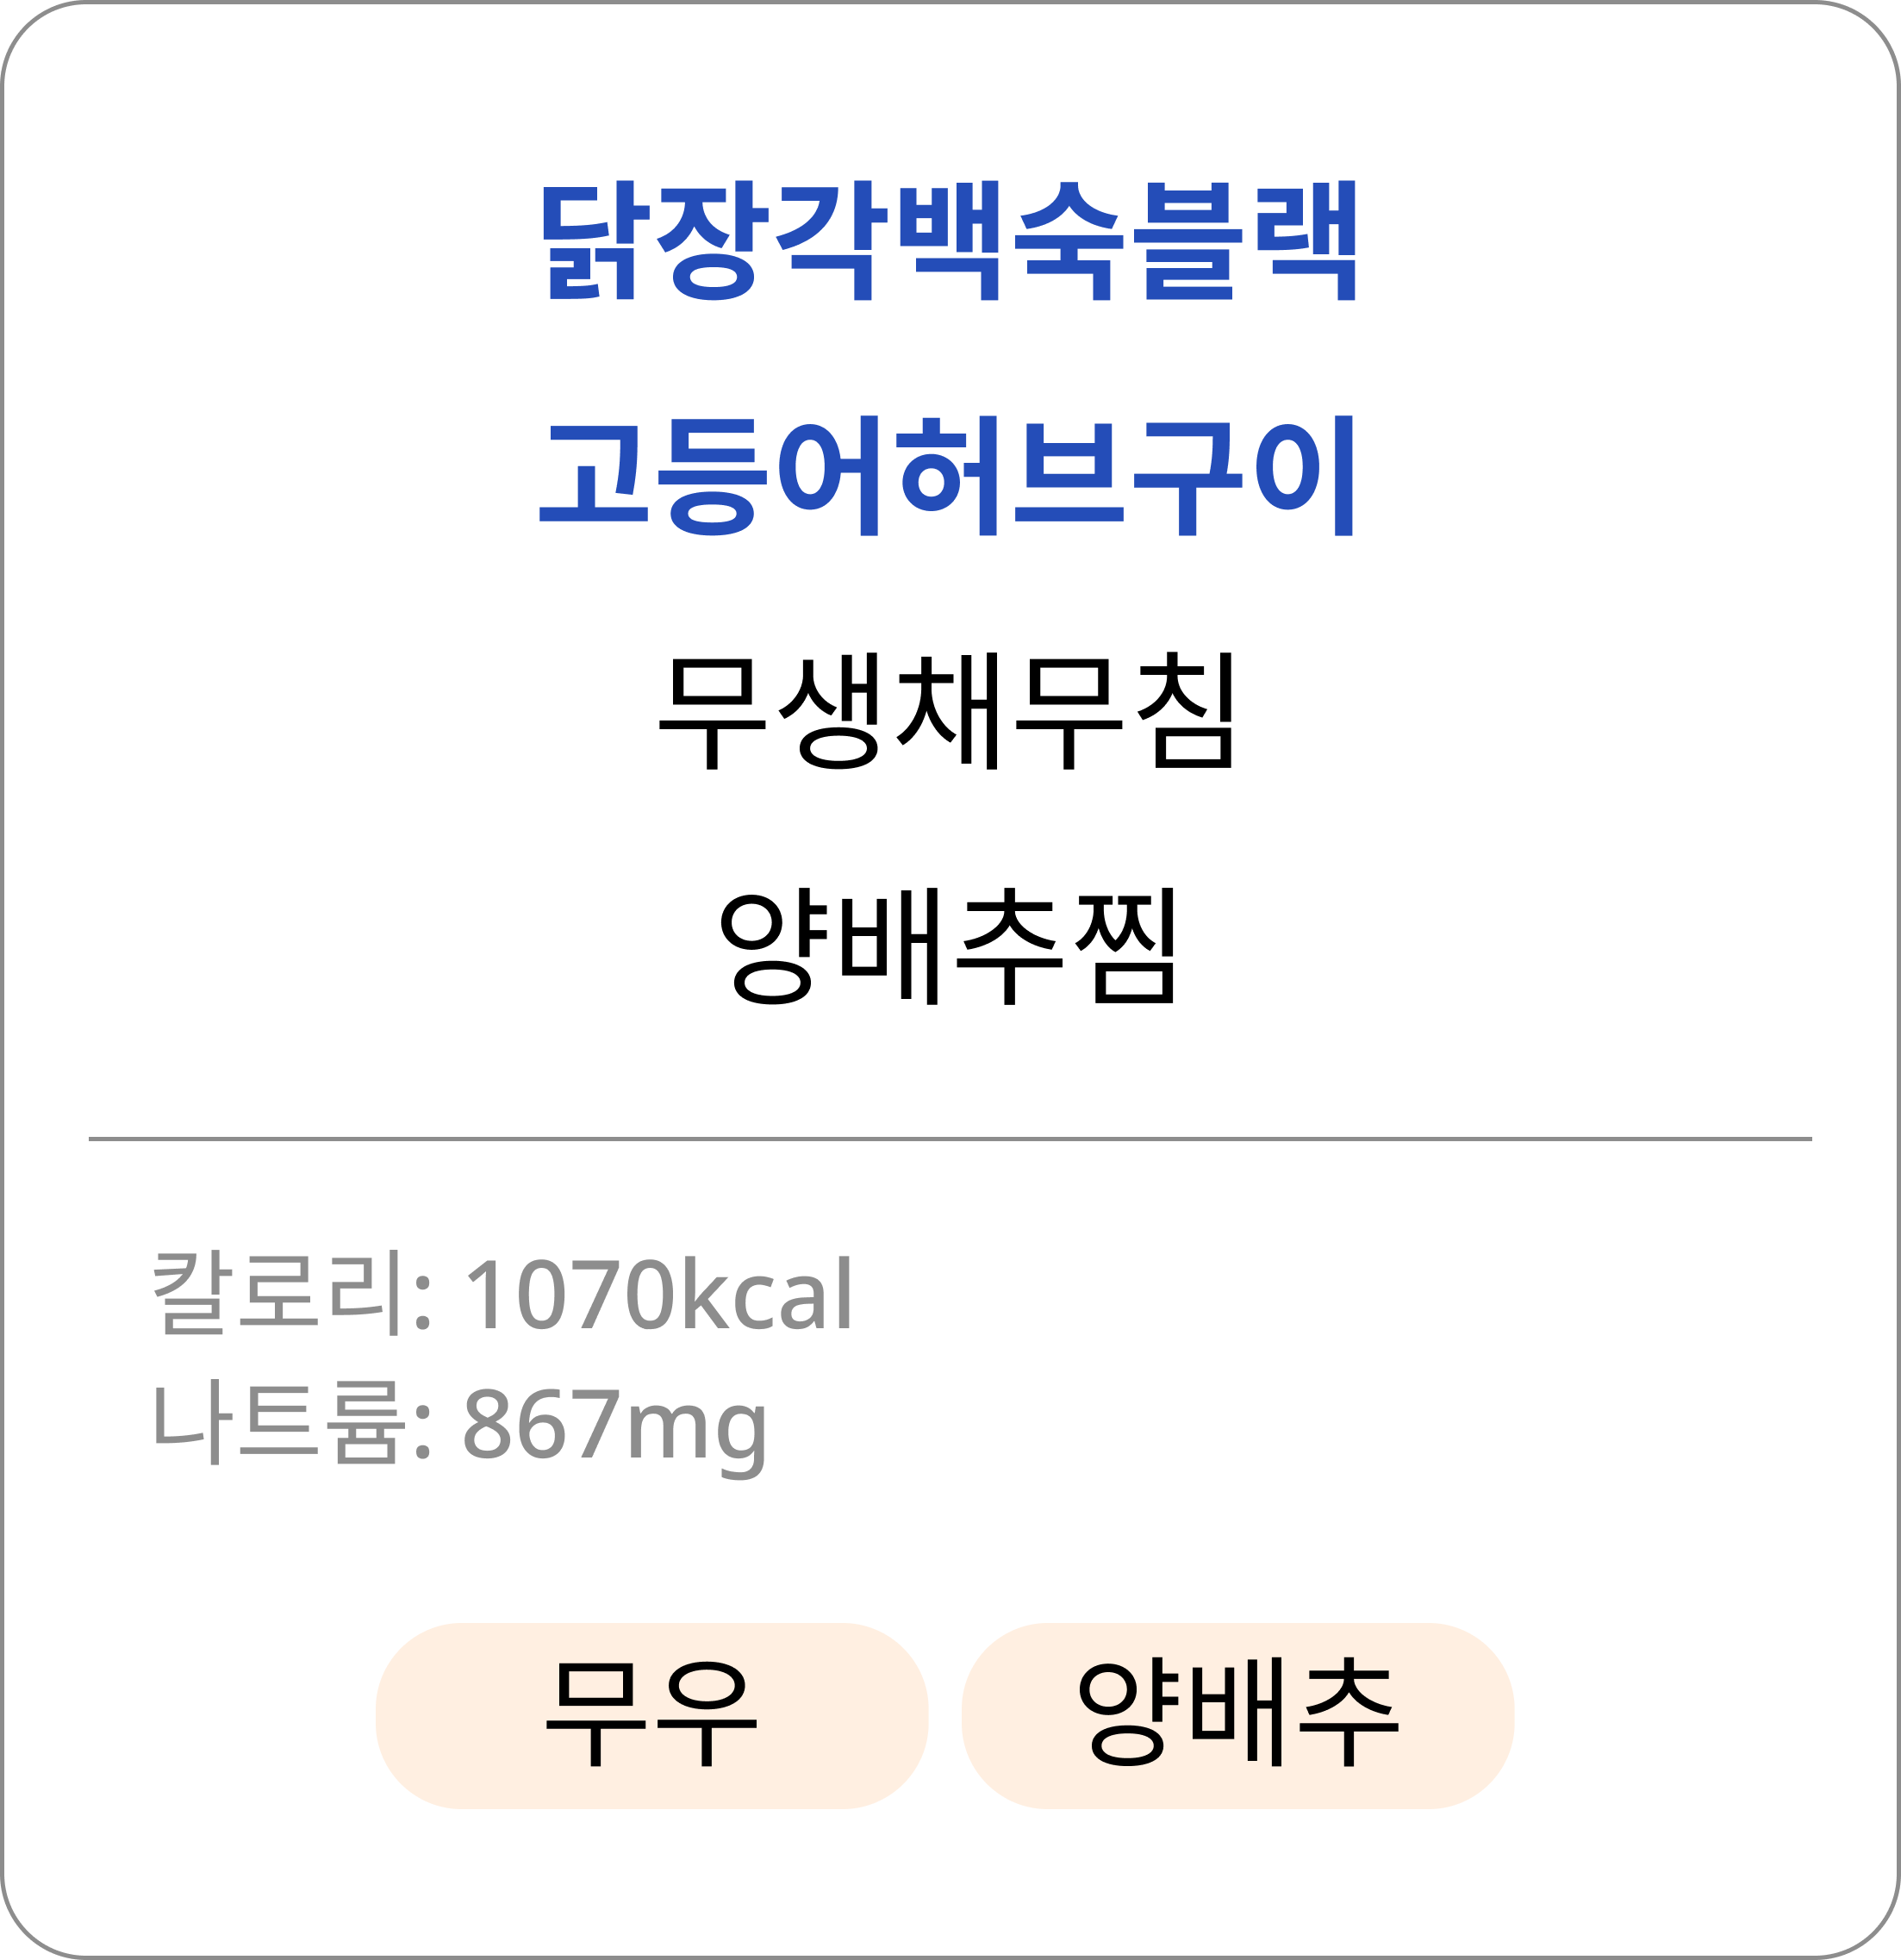 닭장각백숙블랙
고등어허브구이
무생채무침
양배추찜
칼로리: 1070kcal
나트륨: 867mg
무우
양배추